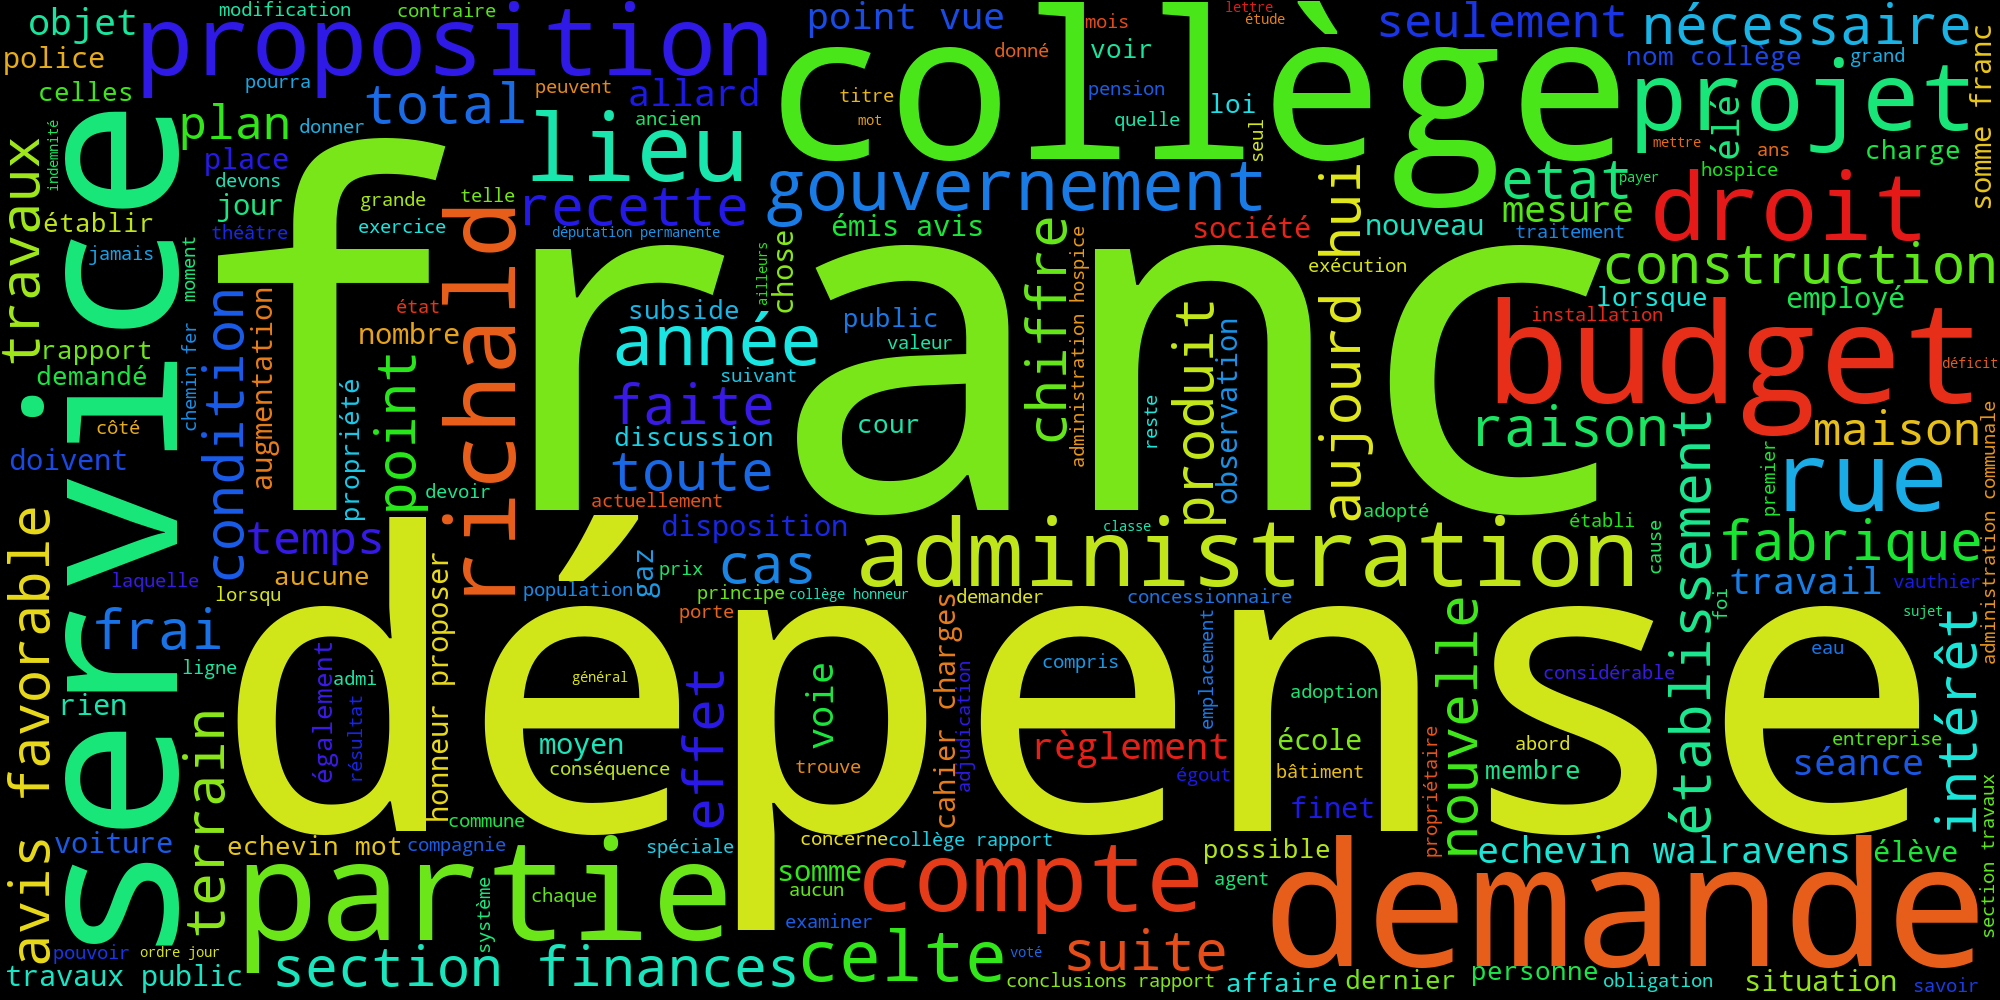 modification
contraire
objet
proposition
point vue
collège
mois
lettre
étude
seulement
nécessaire
police
pourra
peuvent
allard
donné
voir
nom collège
grand
celles
total
titre
pension
loi
projet
élé
somme franc
plan
donner
ancien
mot
quelle
seul
mettre
ans
charge
travaux
indemnité
service
place
lieu
gouvernement
etat
payer
hospice
devons
jour
grande
telle
recette
mesure
droit
établir
théâtre
exercice
richald
députation permanente
émis avis
société
aujourd hui
nouveau
traitement
jamais
moment
franc
ailleurs
chose
chiffre
administration hospice
exécution
construction
condition
augmentation
état
subside
public
produit
observation
lorsque
employé
rapport
chemin fer
nombre
année
valeur
budget
installation
déficit
demandé
propriété
point
suivant
faite
cour
reste
raison
maison
côté
discussion
établissement
premier
administration communale
doivent
devoir
toute
actuellement
rue
avis favorable
temps
disposition
administration
classe
adopté
établi
cause
fabrique
laquelle
aucune
honneur proposer
gaz
prix
cas
travail
vauthier
lorsqu
population
principe
collège honneur
demander
concessionnaire
foi
sujet
frai
dépense
porte
cahier charges
emplacement
nouvelle
intérêt
ligne
également
admi
général
effet
voie
adjudication
compris
adoption
considérable
eau
rien
résultat
terrain
moyen
règlement
école
propriétaire
abord
entreprise
conséquence
trouve
égout
bâtiment
membre
séance
finet
section travaux
voiture
echevin mot
commune
compagnie
spéciale
concerne
collège rapport
possible
echevin walravens
élève
partie
système
chaque
somme
aucun
compte
agent
demande
examiner
pouvoir
ordre jour
section finances
celte
voté
suite
travaux public
conclusions rapport
affaire
dernier
personne
obligation
situation
savoir